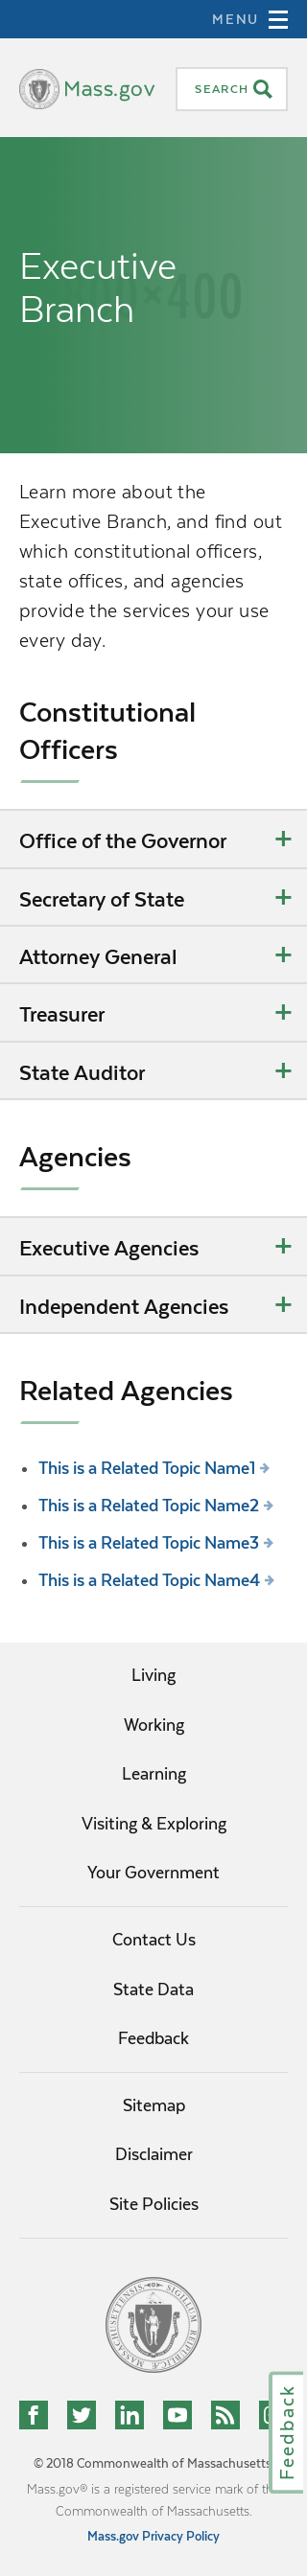 MENU
Mass.gov
SEARCH
Executive
Branch
×400
Learn more about the
Executive Branch, and find out
which constitutional officers,
state offices, and agencies
provide the services your use
every day.
Constitutional
Officers
Office of the Governor
Secretary of State
Attorney General
Treasurer
State Auditor
Agencies
Executive Agencies
Independent Agencies
Related Agencies
This is a Related Topic Name1
This is a Related Topic Name2
This is a Related Topic Name3
This is a Related Topic Name4
Living
Working
Learning
Visiting & Exploring
Your Government
Contact Us
State Data
Feedback
Sitemap
Disclaimer
Site Policies
Feedback
© 2018 Commonwealth of Massachusetts
Mass.gov® is a registered service mark of
Commonwealth of Massachusetts.
Mass.gov Privacy Policy